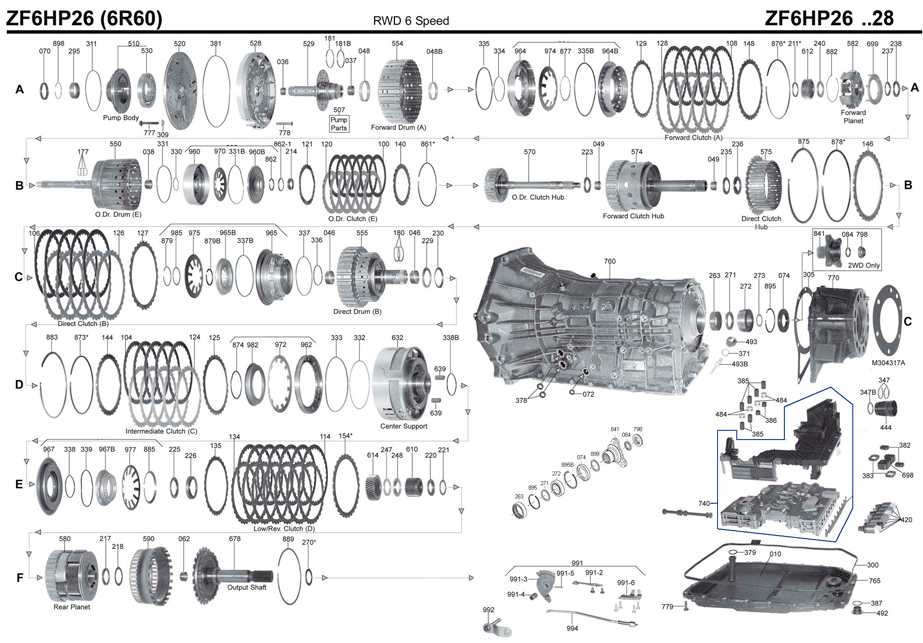 ZF6HP26 (6R60)
RWD 6 Speed
ZF6HP26 ..28
070 898 295 311 510 530 520 381 528 036 529 181 181B 037 048 554 048B
335 334 964 974 877 335B 964B 129 128 108 148 876* 211* 612 240 882 582 699 237 238
A
A
Pump Body
777 309
778
507
Pump Parts
Forward Drum (A)
Forward Clutch (A)
Forward Planet
177 550 038 331 330 960 970 331B 960B 862 862-1 214 121 120 100 140 861*
570 223 049 574 049 235 236 575 875 878* 146
B
B
O.Dr. Drum (E)
O.Dr. Clutch (E)
O.Dr. Clutch Hub
Forward Clutch Hub
Direct Clutch Hub
841 084 798
2WD Only
106 126 127 879 985 975 879B 965B 337B 965 337 336 046 555 180 046 229 230
C
Direct Clutch (B)
Direct Drum (B)
760
263 271 272 273 895 074 305 770
C
M304317A
493
371
493B
378
072
883 873* 144 104 124 125 874 982 972 962 333 332 632 338B
D
639
639
Intermediate Clutch (C)
Center Support
385
484
484
386
385
347
347B
444
382
383
698
420
740
967 338 339 967B 977 885 225 226 135 134 114 154* 614 247 248 610 220 221
E
Low/Rev. Clutch (D)
263 895 271 272 895B 074 899 841 084 798
580 217 218 590 062 678 889 270*
F
Rear Planet
Output Shaft
991
991-3 991-5 991-2 991-6
991-4
992
994
379
010
300
765
387
492
779